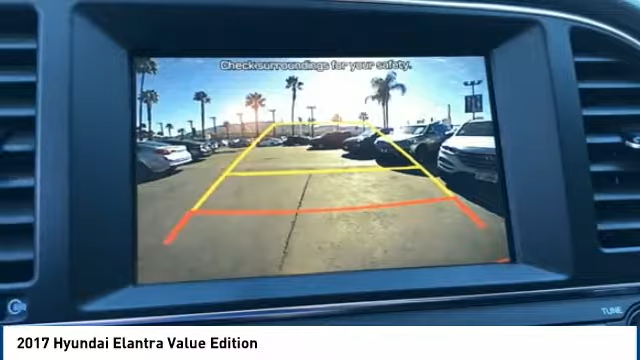 Check surroundings for your safety.
TUNE
2017 Hyundai Elantra Value Edition